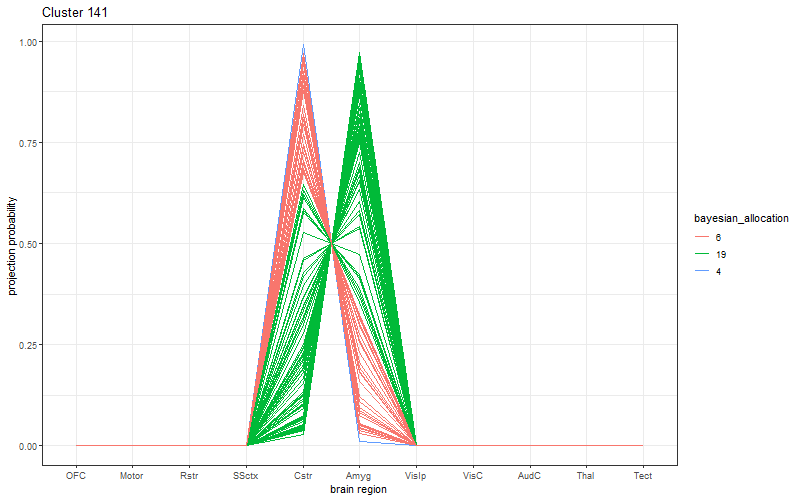 Cluster 141
1.00
0.75
0.50
0.25
0.00
projection probability
OFC Motor Rstr SSctx Cstr Amyg VisIp VisC AudC Thal Tect
brain region
bayesian_allocation
6
19
4